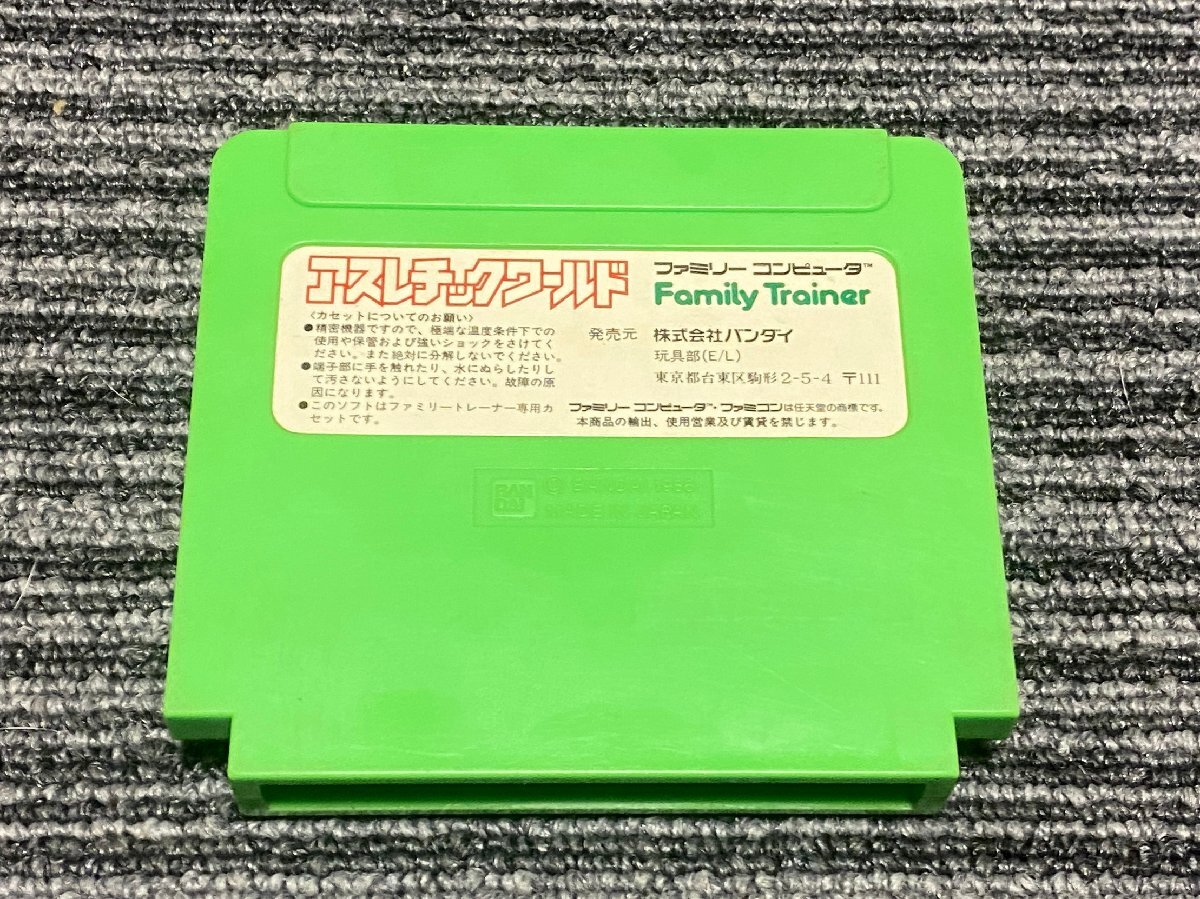 アスレチックワールド
〈カセットについてのお願い〉
●精密機器ですので、極端な温度条件下での
使用や保管および強いショックをさけてく
ださい。また絶対に分解しないでください。
●端子部に手を触れたり、水にぬらしたりし
て汚さないようにしてください。故障の原
因になります。
●このソフトはファミリートレーナー専用カ
セットです。
ファミリー コンピュータ™
Family Trainer
発売元 株式会社バンダイ
玩具部(E/L)
東京都台東区駒形2-5-4 〒111
ファミリー コンピュータ™・ファミコンは任天堂の商標です。
本商品の輸出、使用営業及び賃貸を禁じます。
BAN
DAI
© BANDAI 1986
MADE IN JAPAN